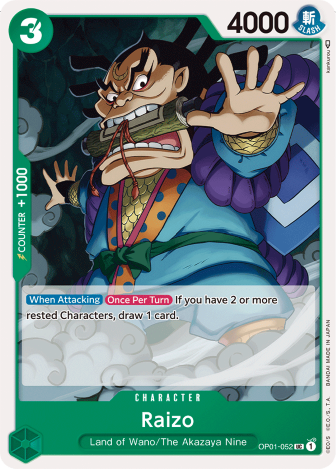 3
4000
斬
SLASH
kankurou
COUNTER +1000
When Attacking Once Per Turn If you have 2 or more
rested Characters, draw 1 card.
CHARACTER
Raizo
Land of Wano/The Akazaya Nine
OP01-052 UC 1
©E.O./S. ©E.O./S., T.A. BANDAI MADE IN JAPAN